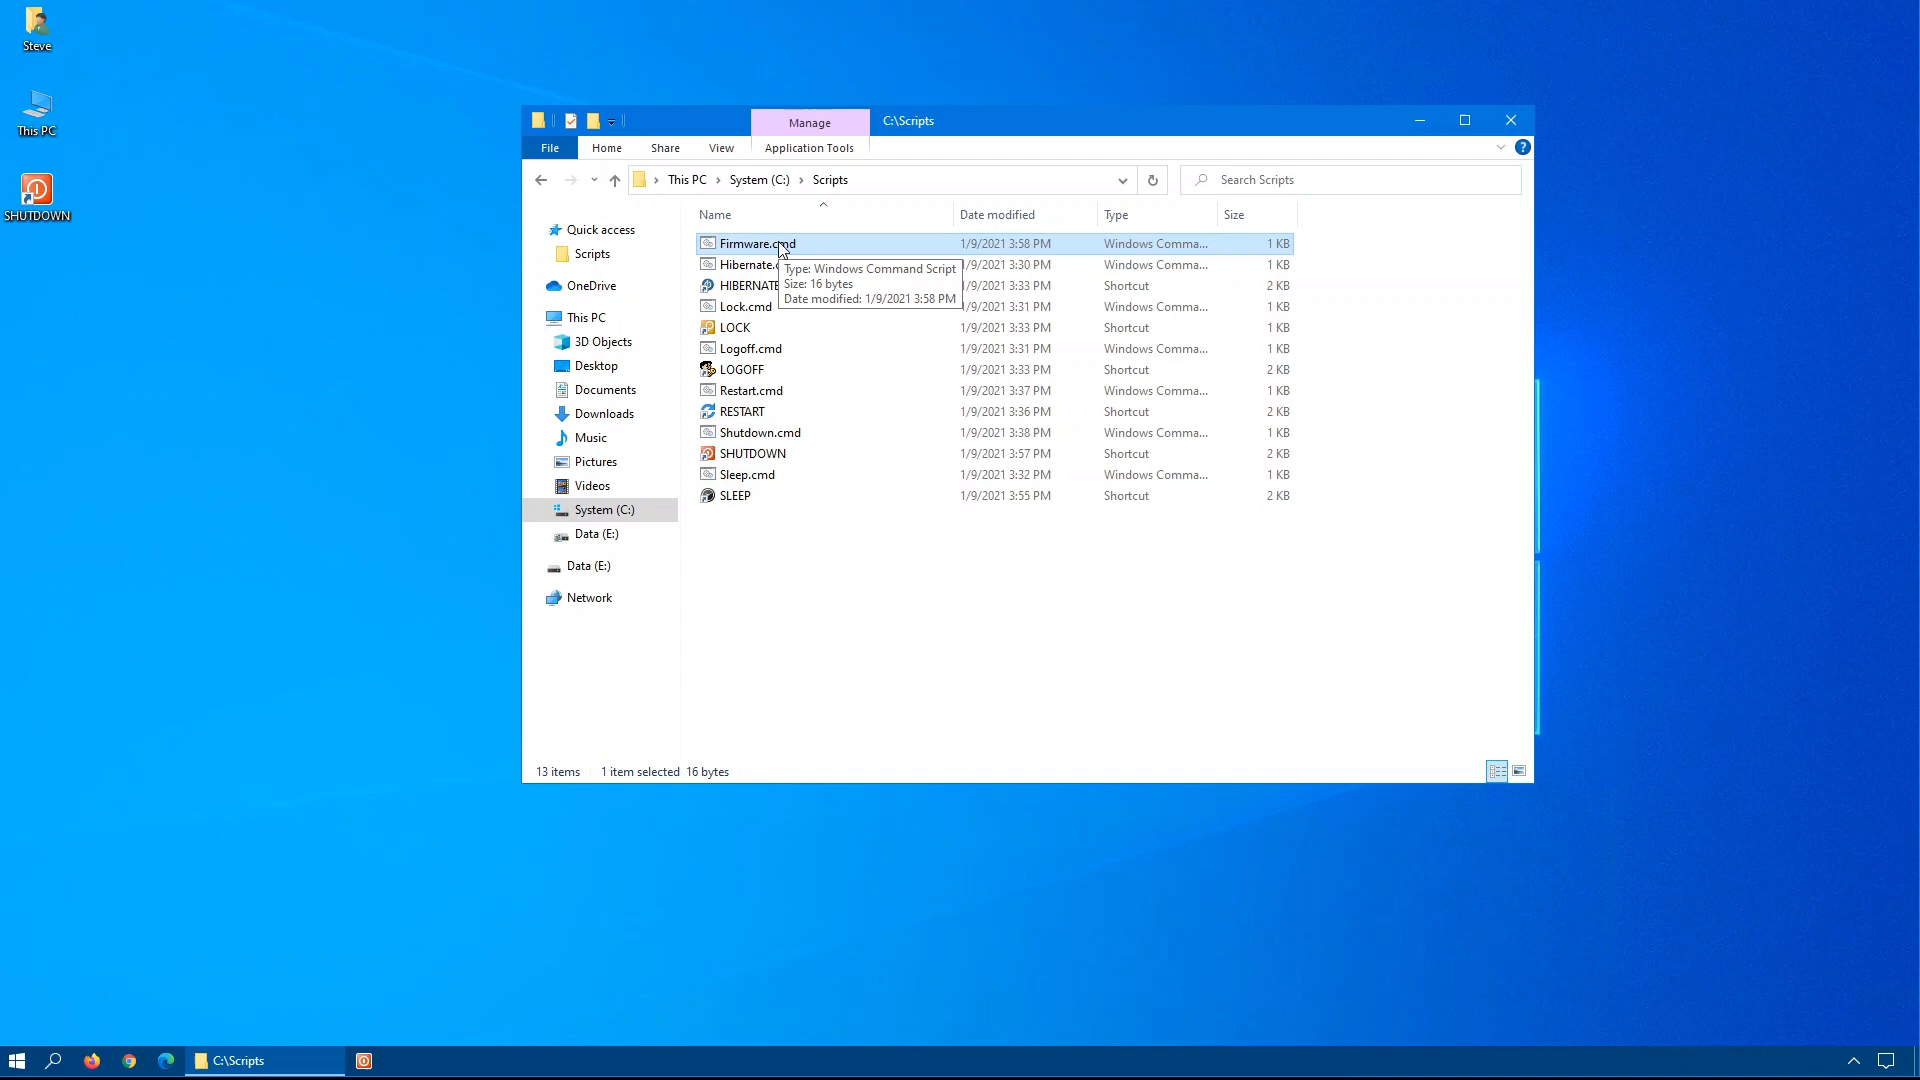 Steve
This PC
SHUTDOWN
Manage
C:\Scripts
File
Home
Share
View
Application Tools
?
This PC
System (C:)
Scripts
Search Scripts
Name
Date modified
Type
Size
Quick access
Scripts
OneDrive
This PC
3D Objects
Desktop
Documents
Downloads
Music
Pictures
Videos
System (C:)
Data (E:)
Data (E:)
Network
Firmware.cmd 1/9/2021 3:58 PM Windows Comma... 1 KB
Hibernate.c 1/9/2021 3:30 PM Windows Comma... 1 KB
HIBERNATE 1/9/2021 3:33 PM Shortcut 2 KB
Lock.cmd 1/9/2021 3:31 PM Windows Comma... 1 KB
LOCK 1/9/2021 3:33 PM Shortcut 1 KB
Logoff.cmd 1/9/2021 3:31 PM Windows Comma... 1 KB
LOGOFF 1/9/2021 3:33 PM Shortcut 2 KB
Restart.cmd 1/9/2021 3:37 PM Windows Comma... 1 KB
RESTART 1/9/2021 3:36 PM Shortcut 2 KB
Shutdown.cmd 1/9/2021 3:38 PM Windows Comma... 1 KB
SHUTDOWN 1/9/2021 3:57 PM Shortcut 2 KB
Sleep.cmd 1/9/2021 3:32 PM Windows Comma... 1 KB
SLEEP 1/9/2021 3:55 PM Shortcut 2 KB
Type: Windows Command Script
Size: 16 bytes
Date modified: 1/9/2021 3:58 PM
13 items
1 item selected 16 bytes
C:\Scripts